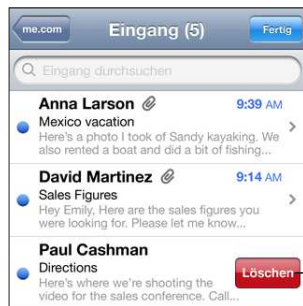 me.com
Eingang (5)
Fertig
Eingang durchsuchen
Anna Larson
9:39 AM
Mexico vacation
Here's a photo I took of Sandy kayaking. We
also rented a boat and did a bit of fishing...
David Martinez
9:14 AM
Sales Figures
Hey Emily, Here are the sales figures you
were looking for. Please let me know...
Paul Cashman
Directions
Löschen
Here's where we're shooting the
video for the sales conference. Call...